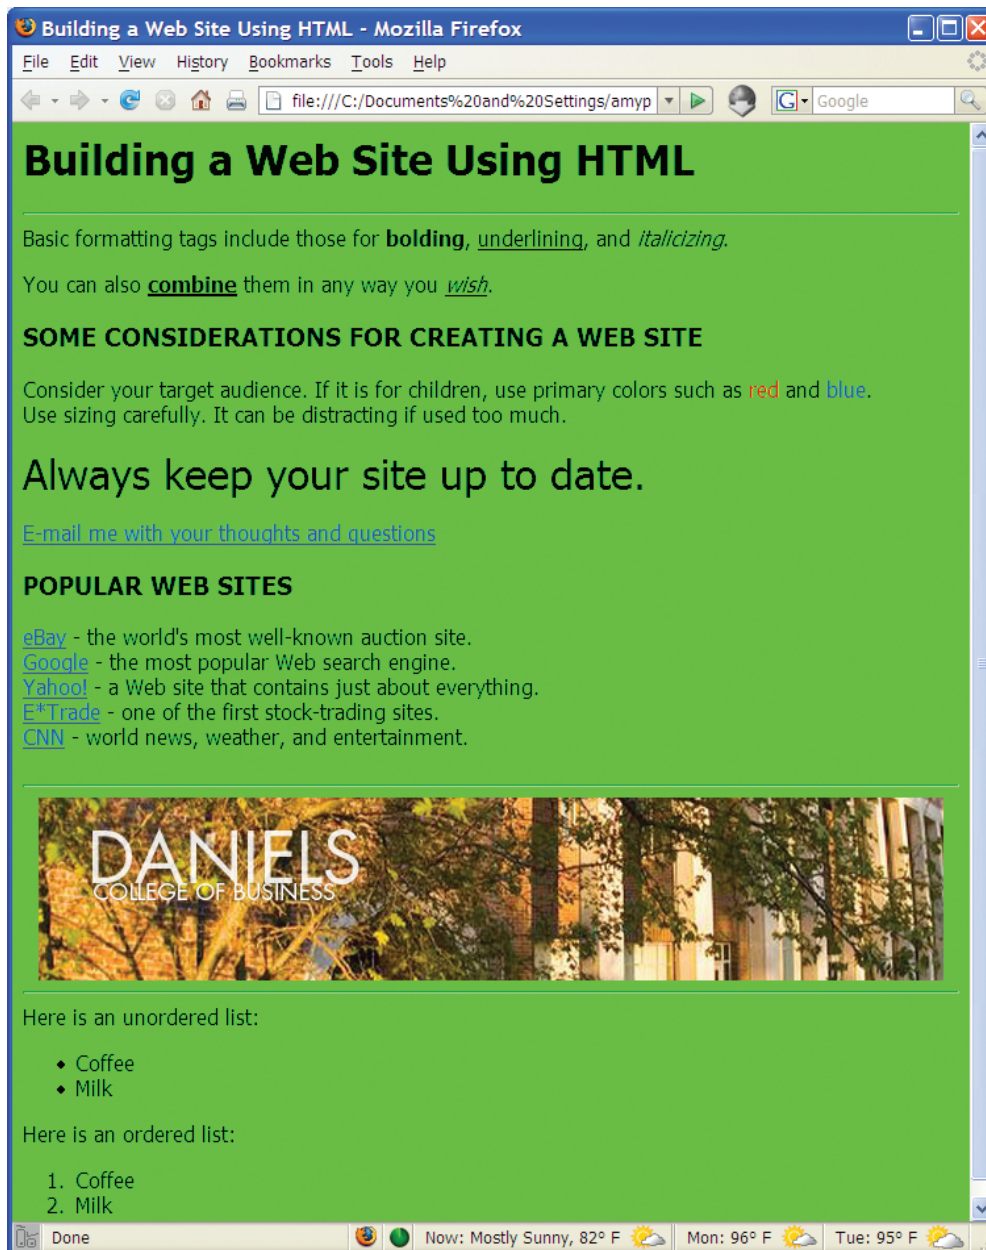 Building a Web Site Using HTML - Mozilla Firefox
File Edit View History Bookmarks Tools Help
file:///C:/Documents%20and%20Settings/amyp G Google
Building a Web Site Using HTML
Basic formatting tags include those for bolding, underlining, and italicizing.
You can also combine them in any way you wish.
SOME CONSIDERATIONS FOR CREATING A WEB SITE
Consider your target audience. If it is for children, use primary colors such as red and blue.
Use sizing carefully. It can be distracting if used too much.
Always keep your site up to date.
E-mail me with your thoughts and questions
POPULAR WEB SITES
eBay - the world's most well-known auction site.
Google - the most popular Web search engine.
Yahoo! - a Web site that contains just about everything.
E*Trade - one of the first stock-trading sites.
CNN - world news, weather, and entertainment.
DANIELS
COLLEGE OF BUSINESS
Here is an unordered list:
• Coffee
• Milk
Here is an ordered list:
1. Coffee
2. Milk
Done Now: Mostly Sunny, 82° F Mon: 96° F Tue: 95° F